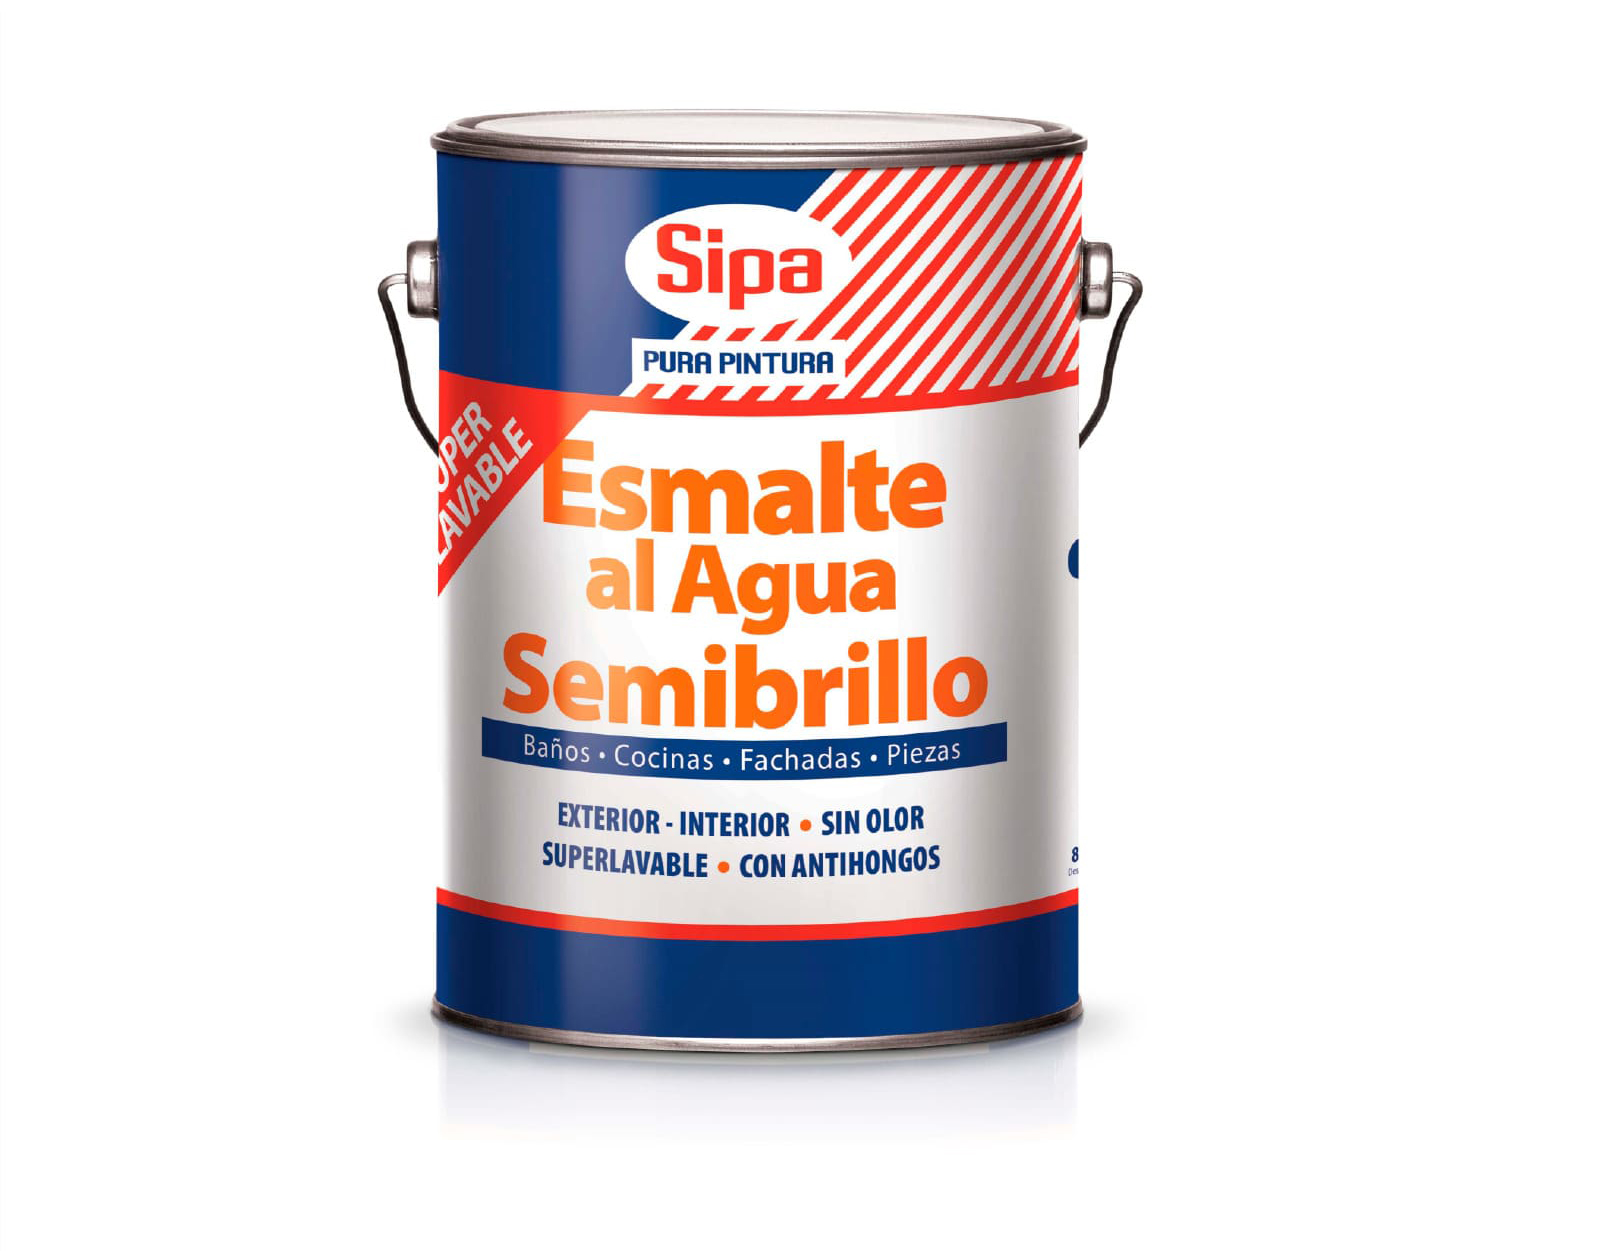 Sipa
PURA PINTURA
LAVABLE
Esmalte
al Agua
Semibrillo
Baños • Cocinas • Fachadas • Piezas
EXTERIOR - INTERIOR • SIN OLOR
SUPERLAVABLE • CON ANTIHONGOS
8